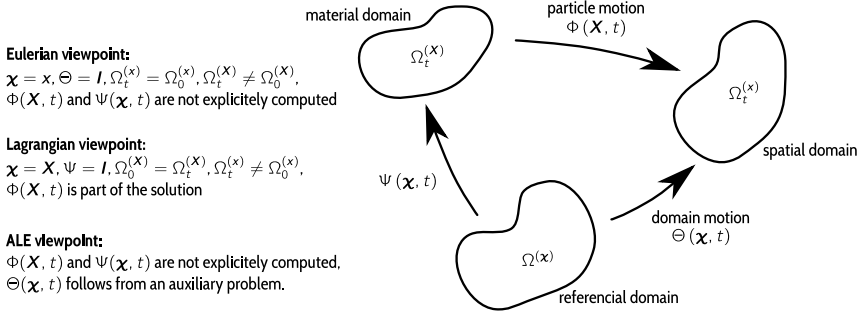 material domain
particle motion
Φ(X, t)
Ω_t^(X)
Eulerian viewpoint:
χ = x, Θ = I, Ω_t^(x) = Ω_0^(x), Ω_t^(X) ≠ Ω_0^(X),
Φ(X, t) and Ψ(χ, t) are not explicitely computed
Ω_t^(x)
Lagrangian viewpoint:
χ = X, Ψ = I, Ω_0^(X) = Ω_t^(X), Ω_t^(x) ≠ Ω_0^(x),
Φ(X, t) is part of the solution
spatial domain
Ψ(χ, t)
domain motion
Θ(χ, t)
ALE viewpoint:
Φ(X, t) and Ψ(χ, t) are not explicitely computed,
Θ(χ, t) follows from an auxiliary problem.
Ω^(χ)
referencial domain